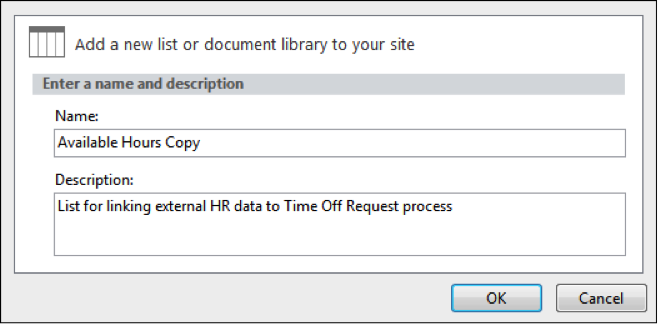 Add a new list or document library to your site
Enter a name and description
Name:
Available Hours Copy
Description:
List for linking external HR data to Time Off Request process
OK
Cancel